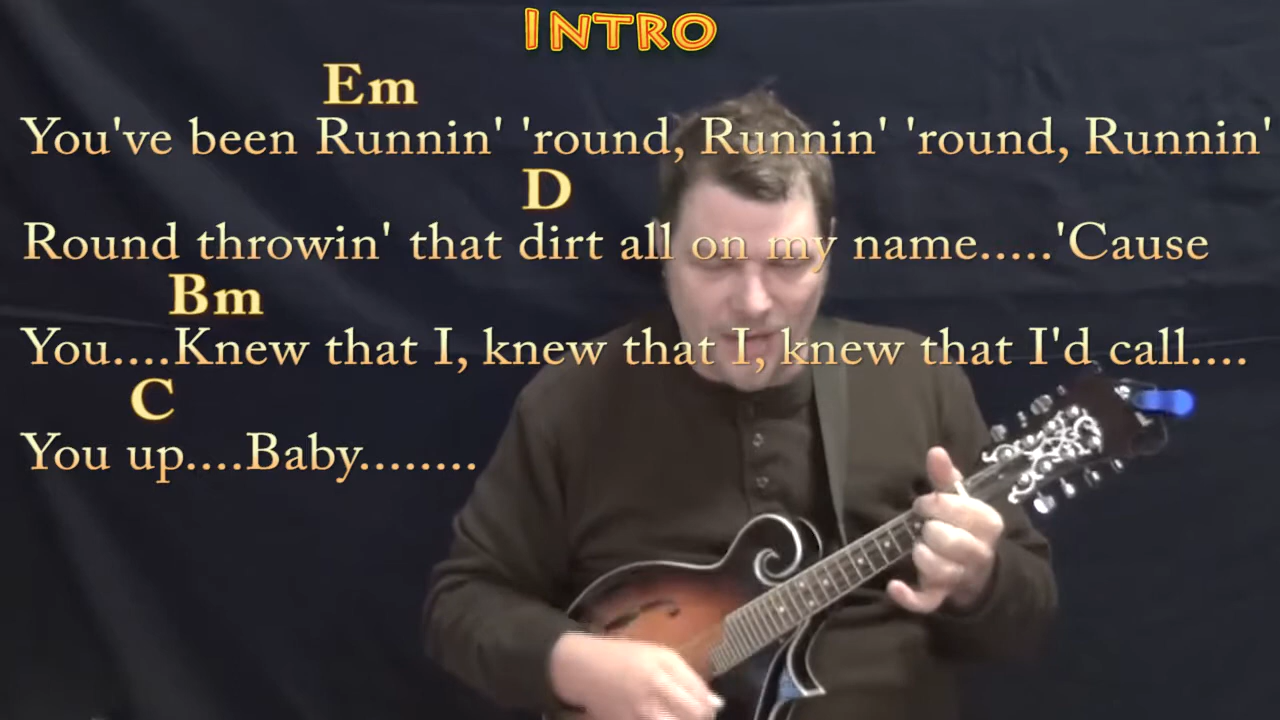 INTRO
Em
You've been Runnin' 'round, Runnin' 'round, Runnin'
D
Round throwin' that dirt all on my name.....'Cause
Bm
You....Knew that I, knew that I, knew that I'd call....
C
You up....Baby........